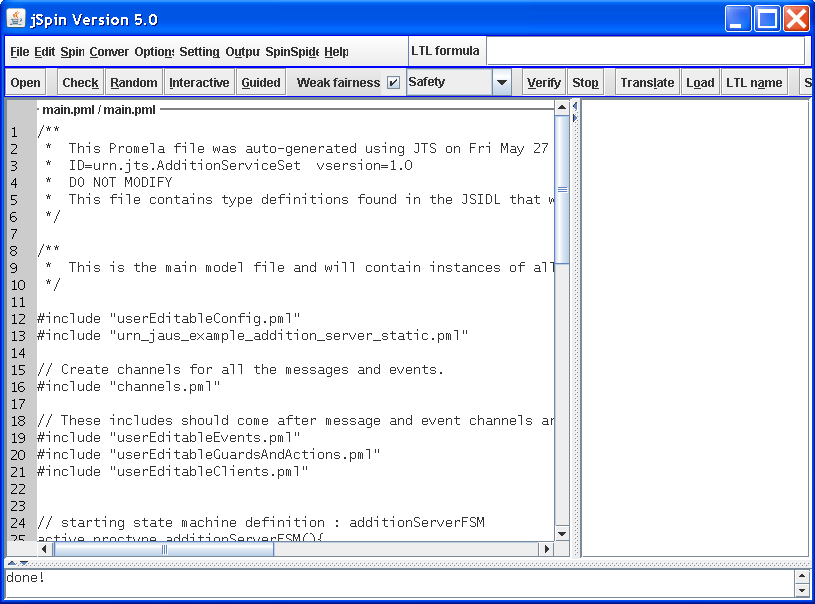 jSpin Version 5.0
File Edit Spin Conver Option: Setting Outpu SpinSpide Help LTL formula
Open Check Random Interactive Guided Weak fairness Safety Verify Stop Translate Load LTL name S
main.pml / main.pml
1 /**
2 * This Promela file was auto-generated using JTS on Fri May 27
3 * ID=urn.jts.AdditionServiceSet vsersion=1.0
4 * DO NOT MODIFY
5 * This file contains type definitions found in the JSIDL that w
6 */
7
8 /**
9 * This is the main model file and will contain instances of all
10 */
11
12 #include "userEditableConfig.pml"
13 #include "urn_jaus_example_addition_server_static.pml"
14
15 // Create channels for all the messages and events.
16 #include "channels.pml"
17
18 // These includes should come after message and event channels ar
19 #include "userEditableEvents.pml"
20 #include "userEditableGuardsAndActions.pml"
21 #include "userEditableClients.pml"
22
23
24 // starting state machine definition : additionServerFSM
25 active proctype additionServerFSM(){
done!